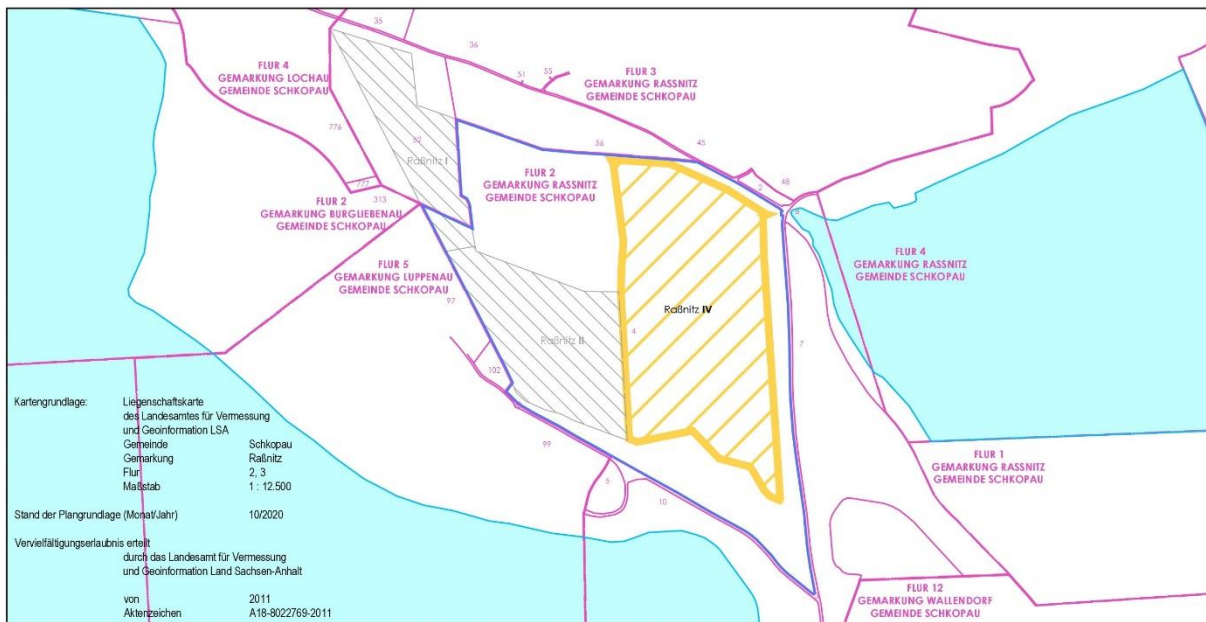 35
36
51
55
FLUR 4
GEMARKUNG LOCHAU
GEMEINDE SCHKOPAU
FLUR 3
GEMARKUNG RASSNITZ
GEMEINDE SCHKOPAU
776
52
Raßnitz I
56
45
777
313
FLUR 2
GEMARKUNG RASSNITZ
GEMEINDE SCHKOPAU
2
48
8
FLUR 2
GEMARKUNG BURGLIEBENAU
GEMEINDE SCHKOPAU
FLUR 4
GEMARKUNG RASSNITZ
GEMEINDE SCHKOPAU
FLUR 5
GEMARKUNG LUPPENAU
GEMEINDE SCHKOPAU
97
Raßnitz IV
4
Raßnitz II
7
102
99
5
10
FLUR 1
GEMARKUNG RASSNITZ
GEMEINDE SCHKOPAU
FLUR 12
GEMARKUNG WALLENDORF
GEMEINDE SCHKOPAU
Kartengrundlage: Liegenschaftskarte
des Landesamtes für Vermessung
und Geoinformation LSA
Gemeinde Schkopau
Gemarkung Raßnitz
Flur 2, 3
Maßstab 1 : 12.500
Stand der Plangrundlage (Monat/Jahr) 10/2020
Vervielfältigungserlaubnis erteilt
durch das Landesamt für Vermessung
und Geoinformation Land Sachsen-Anhalt
von 2011
Aktenzeichen A18-8022769-2011